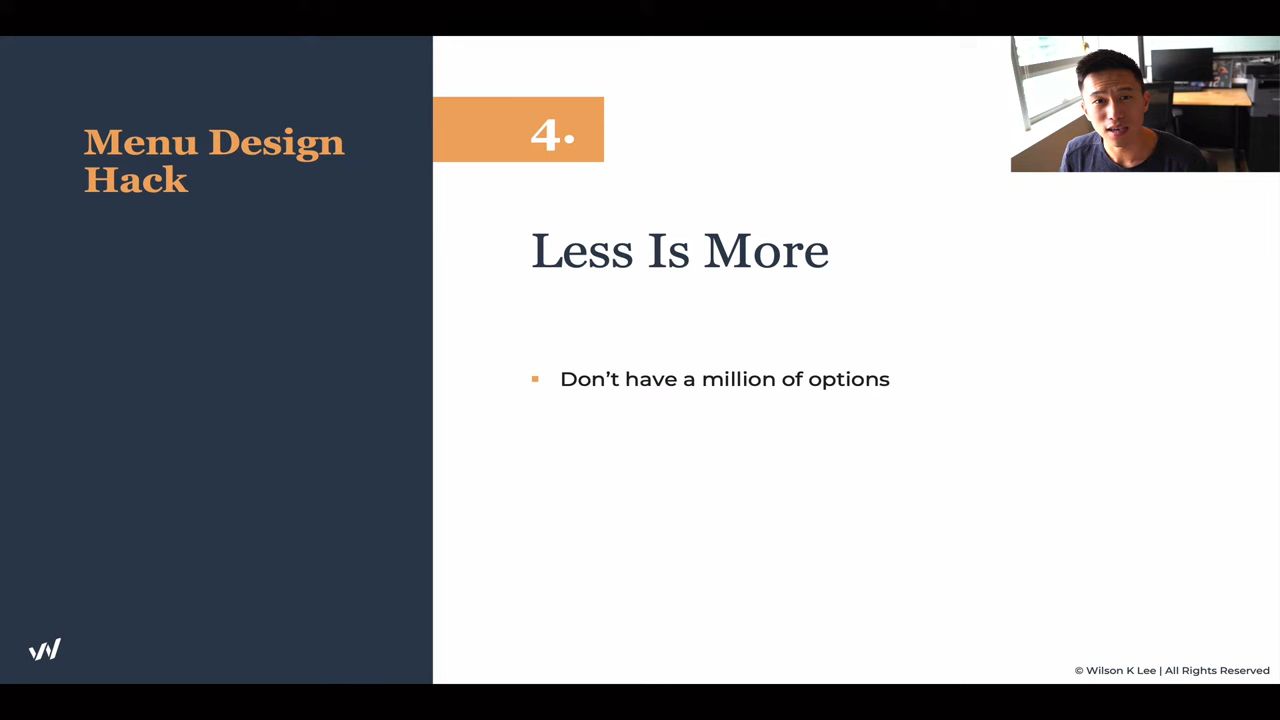 Menu Design
Hack
4.
Less Is More
Don’t have a million of options
© Wilson K Lee | All Rights Reserved